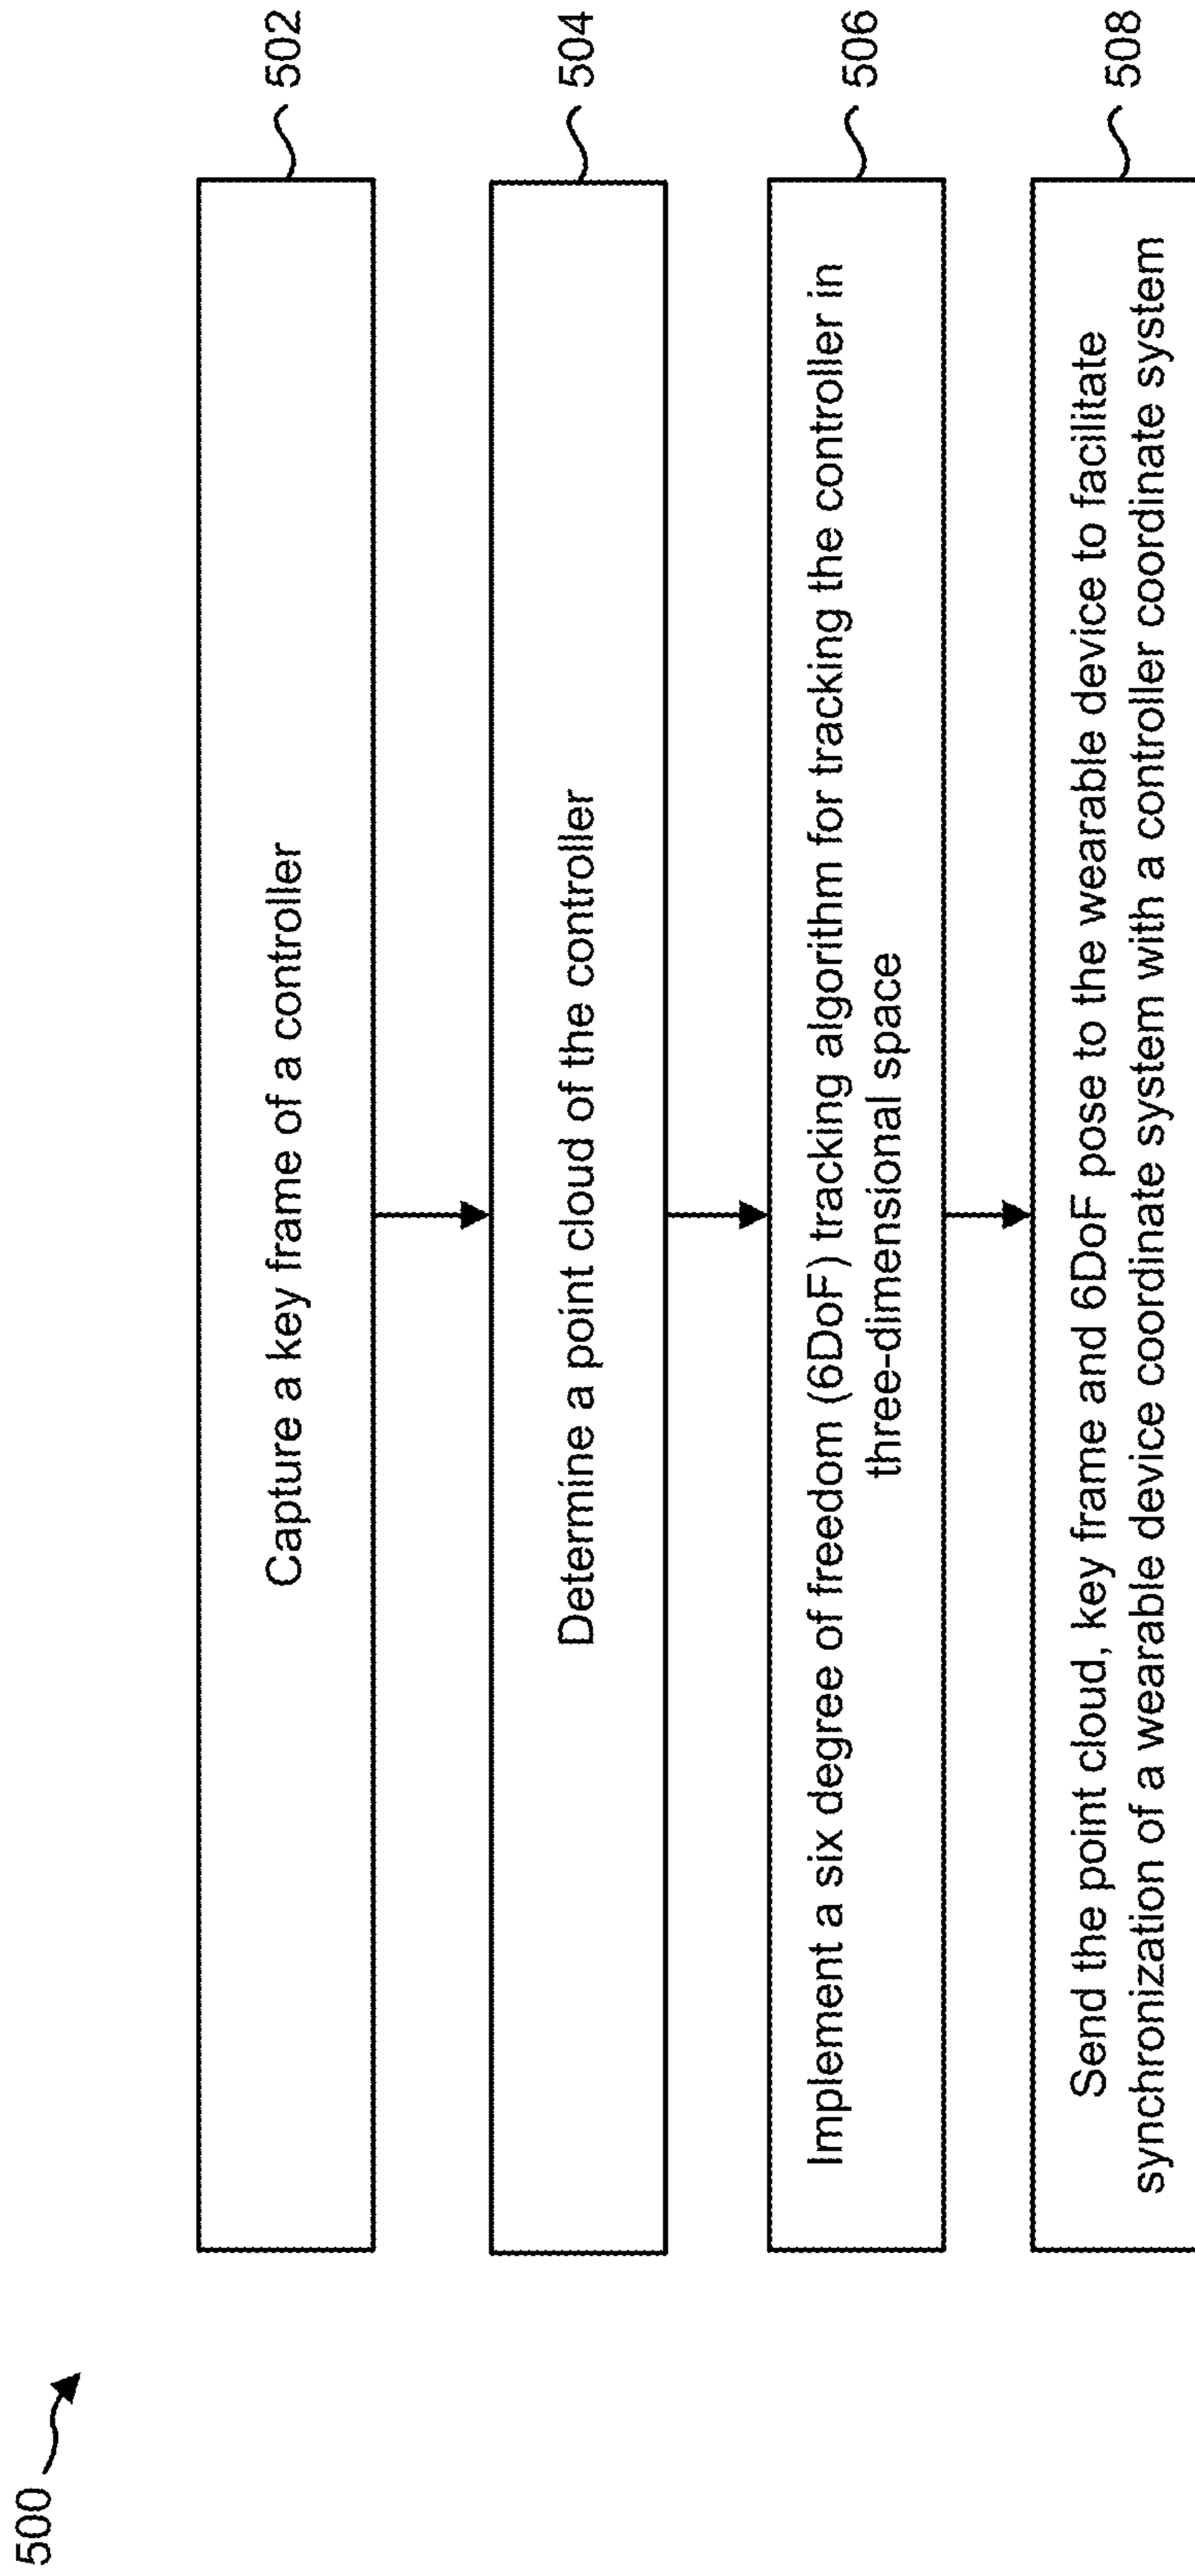 500
Capture a key frame of a controller
502
Determine a point cloud of the controller
504
Implement a six degree of freedom (6DoF) tracking algorithm for tracking the controller in
three-dimensional space
506
Send the point cloud, key frame and 6DoF pose to the wearable device to facilitate
synchronization of a wearable device coordinate system with a controller coordinate system
508